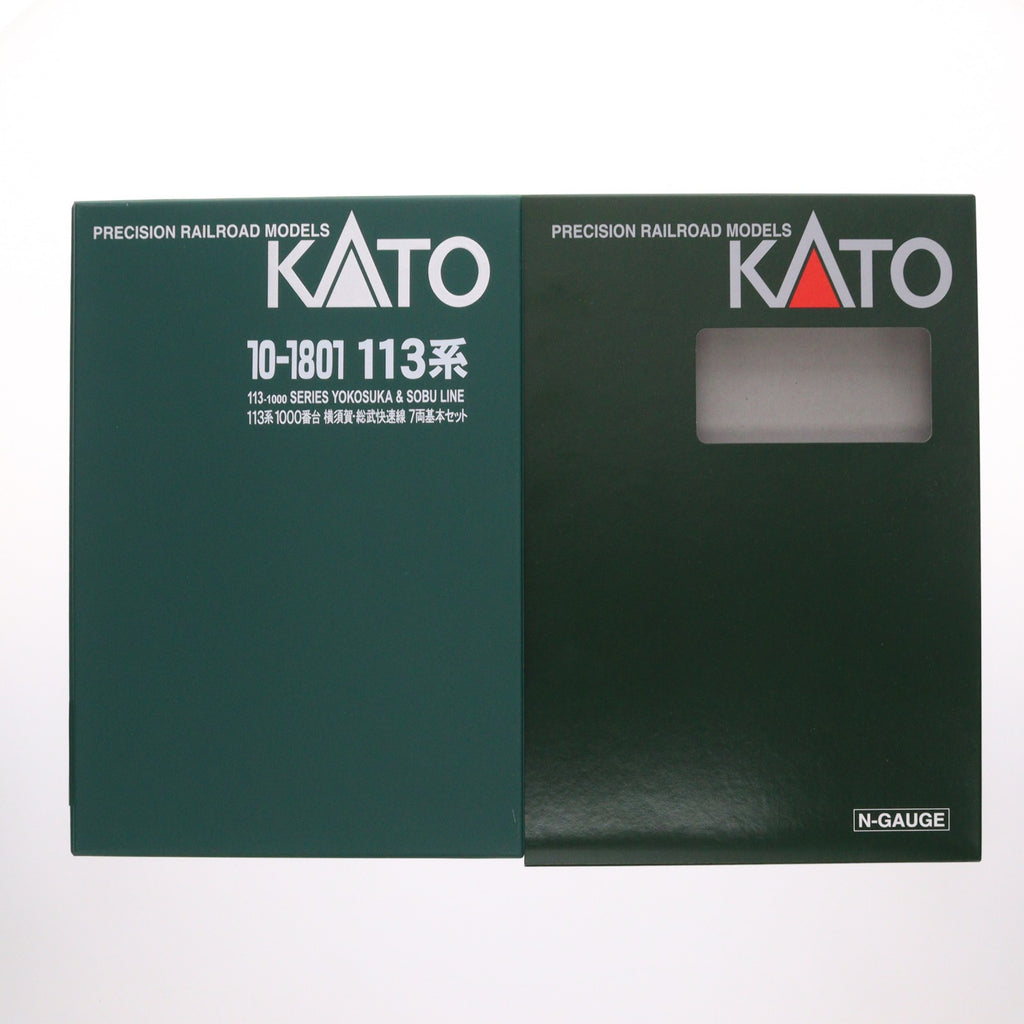 PRECISION RAILROAD MODELS
KATO
10-1801 113系
113-1000 SERIES YOKOSUKA & SOBU LINE
113系1000番台 横須賀・総武快速線 7両基本セット
PRECISION RAILROAD MODELS
KATO
N-GAUGE